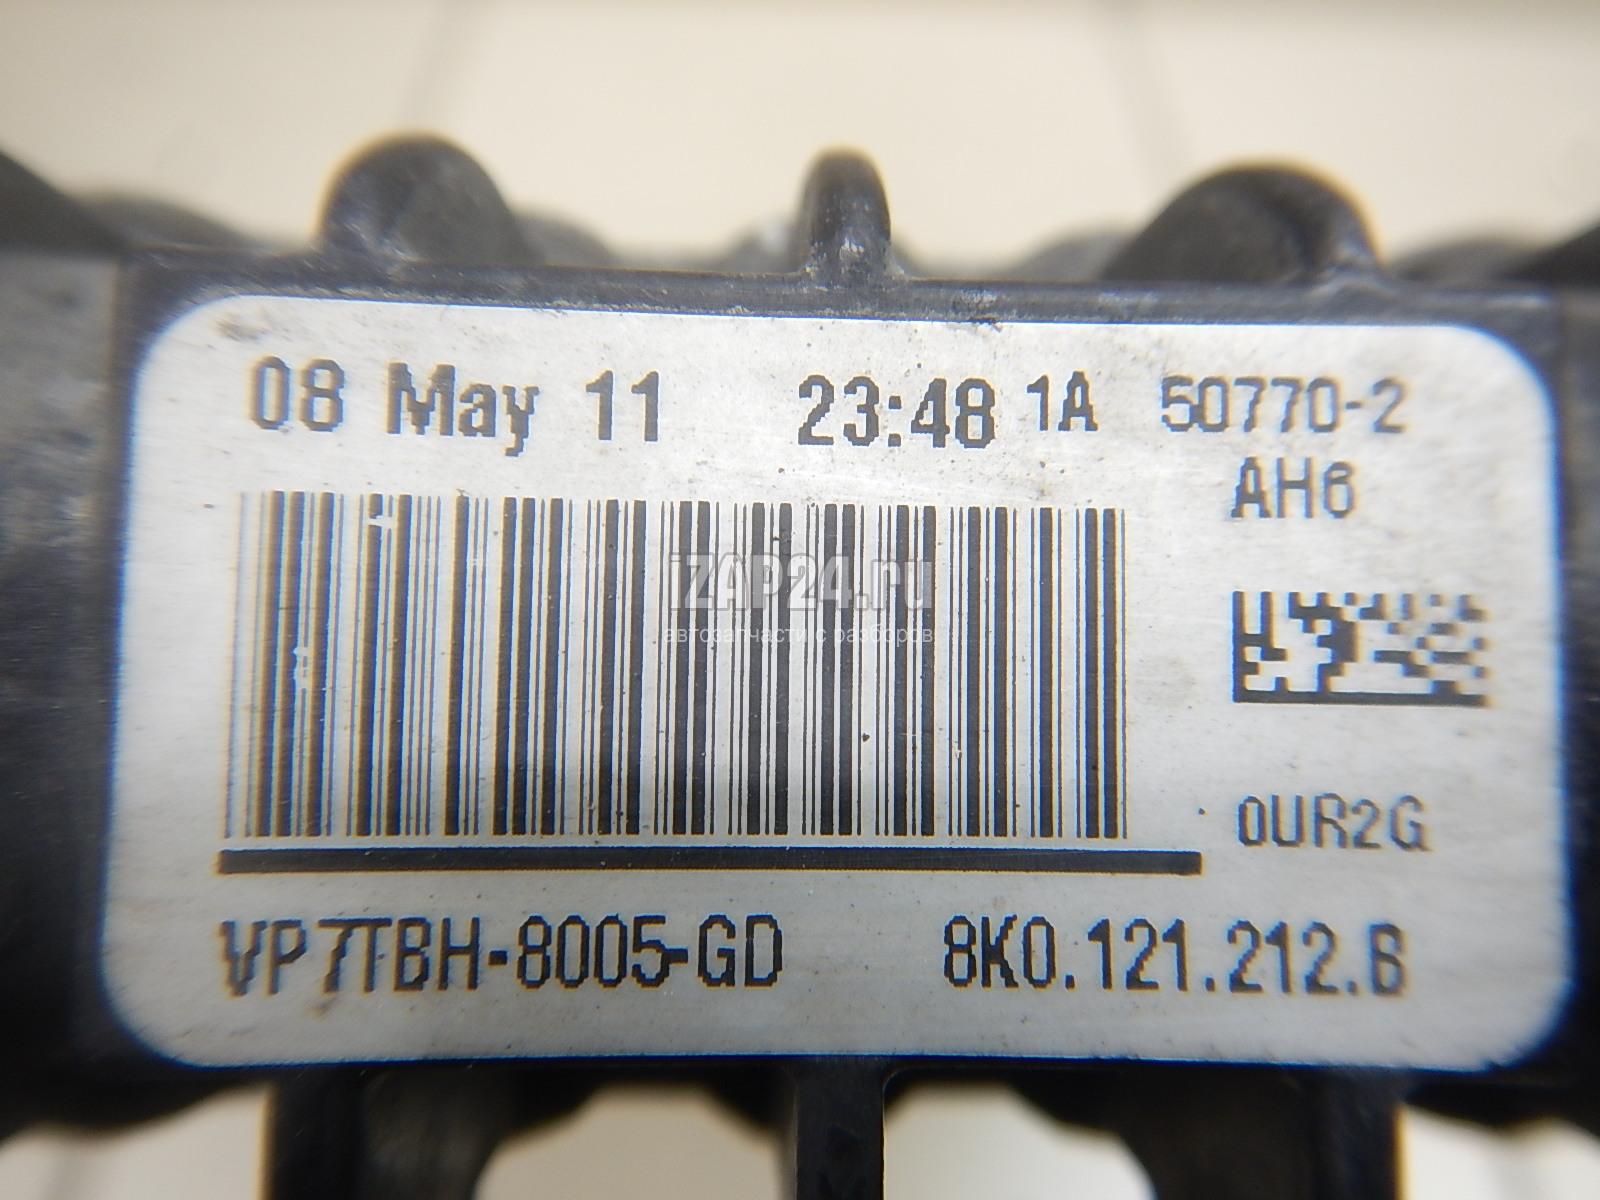 08 May 11 23:48 1A 50770-2
AH6
iZAP24.ru
автозапчасти с разборов
0UR2G
VP7TBH-8005-GD 8K0.121.212.B